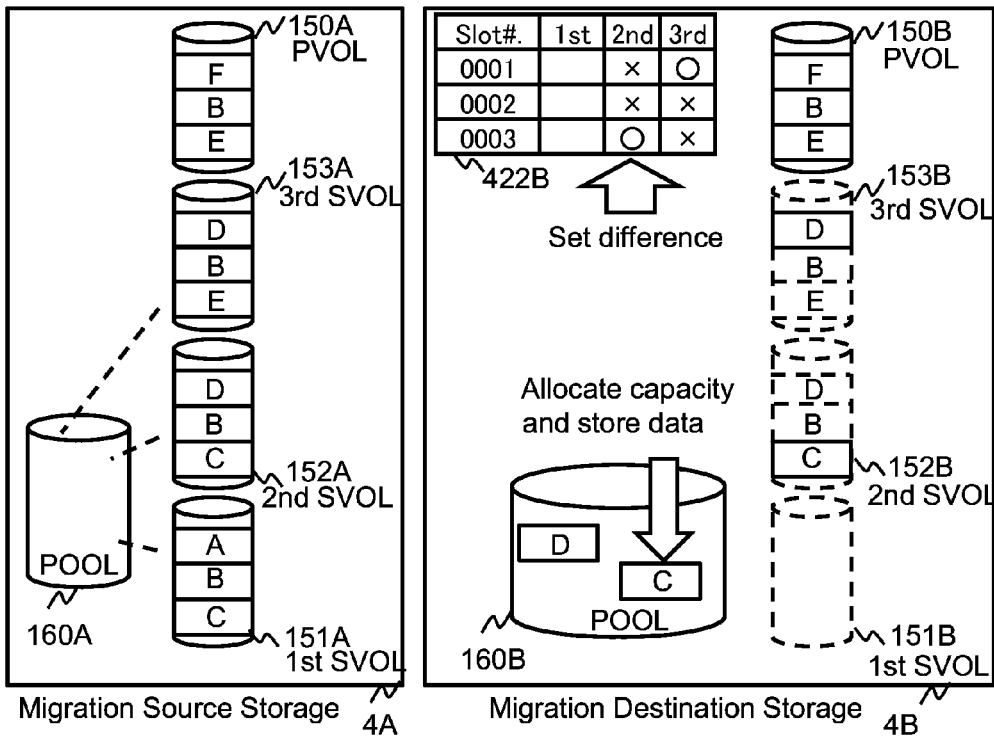 150A
PVOL
F
B
E
153A
3rd SVOL
D
B
E
D
B
C
152A
2nd SVOL
A
B
C
POOL
160A
151A
1st SVOL
Migration Source Storage
4A
Slot#. 1st 2nd 3rd
0001 × ○
0002 × ×
0003 ○ ×
422B
Set difference
150B
PVOL
F
B
E
153B
3rd SVOL
D
B
E
Allocate capacity
and store data
D
B
C
152B
2nd SVOL
D
C
POOL
160B
151B
1st SVOL
Migration Destination Storage
4B